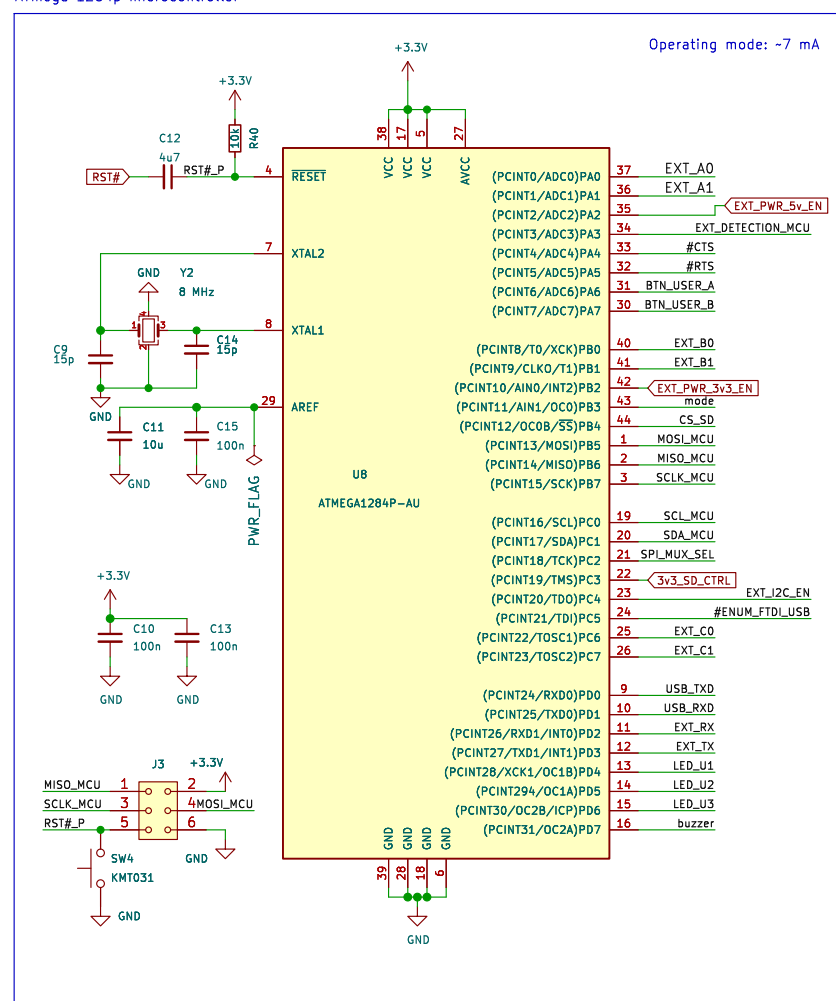 Operating mode: ~7 mA
+3.3V
+3.3V
10k
R40
C12
4u7
RST#
RST#_P
4
RESET
38
17
5
27
VCC
VCC
VCC
AVCC
7
XTAL2
GND
Y2
8 MHz
4
1
3
2
8
XTAL1
C9
15p
C14
15p
GND
29
AREF
C11
10u
C15
100n
GND
GND
PWR_FLAG
U8
ATMEGA1284P-AU
(PCINT0/ADC0)PA0 37 EXT_A0
(PCINT1/ADC1)PA1 36 EXT_A1
(PCINT2/ADC2)PA2 35 EXT_PWR_5v_EN
(PCINT3/ADC3)PA3 34 EXT_DETECTION_MCU
(PCINT4/ADC4)PA4 33 #CTS
(PCINT5/ADC5)PA5 32 #RTS
(PCINT6/ADC6)PA6 31 BTN_USER_A
(PCINT7/ADC7)PA7 30 BTN_USER_B
(PCINT8/T0/XCK)PB0 40 EXT_B0
(PCINT9/CLKO/T1)PB1 41 EXT_B1
(PCINT10/AIN0/INT2)PB2 42 EXT_PWR_3v3_EN
(PCINT11/AIN1/OC0)PB3 43 mode
(PCINT12/OC0B/SS)PB4 44 CS_SD
(PCINT13/MOSI)PB5 1 MOSI_MCU
(PCINT14/MISO)PB6 2 MISO_MCU
(PCINT15/SCK)PB7 3 SCLK_MCU
(PCINT16/SCL)PC0 19 SCL_MCU
(PCINT17/SDA)PC1 20 SDA_MCU
(PCINT18/TCK)PC2 21 SPI_MUX_SEL
(PCINT19/TMS)PC3 22 3v3_SD_CTRL
(PCINT20/TDO)PC4 23 EXT_I2C_EN
(PCINT21/TDI)PC5 24 #ENUM_FTDI_USB
(PCINT22/TOSC1)PC6 25 EXT_C0
(PCINT23/TOSC2)PC7 26 EXT_C1
(PCINT24/RXD0)PD0 9 USB_TXD
(PCINT25/TXD0)PD1 10 USB_RXD
(PCINT26/RXD1/INT0)PD2 11 EXT_RX
(PCINT27/TXD1/INT1)PD3 12 EXT_TX
(PCINT28/XCK1/OC1B)PD4 13 LED_U1
(PCINT294/OC1A)PD5 14 LED_U2
(PCINT30/OC2B/ICP)PD6 15 LED_U3
(PCINT31/OC2A)PD7 16 buzzer
GND
GND
GND
GND
39
28
18
6
GND
+3.3V
C10
100n
C13
100n
GND
GND
J3
+3.3V
MISO_MCU 1 2
SCLK_MCU 3 4 MOSI_MCU
RST#_P 5 6
GND
SW4
KMT031
GND